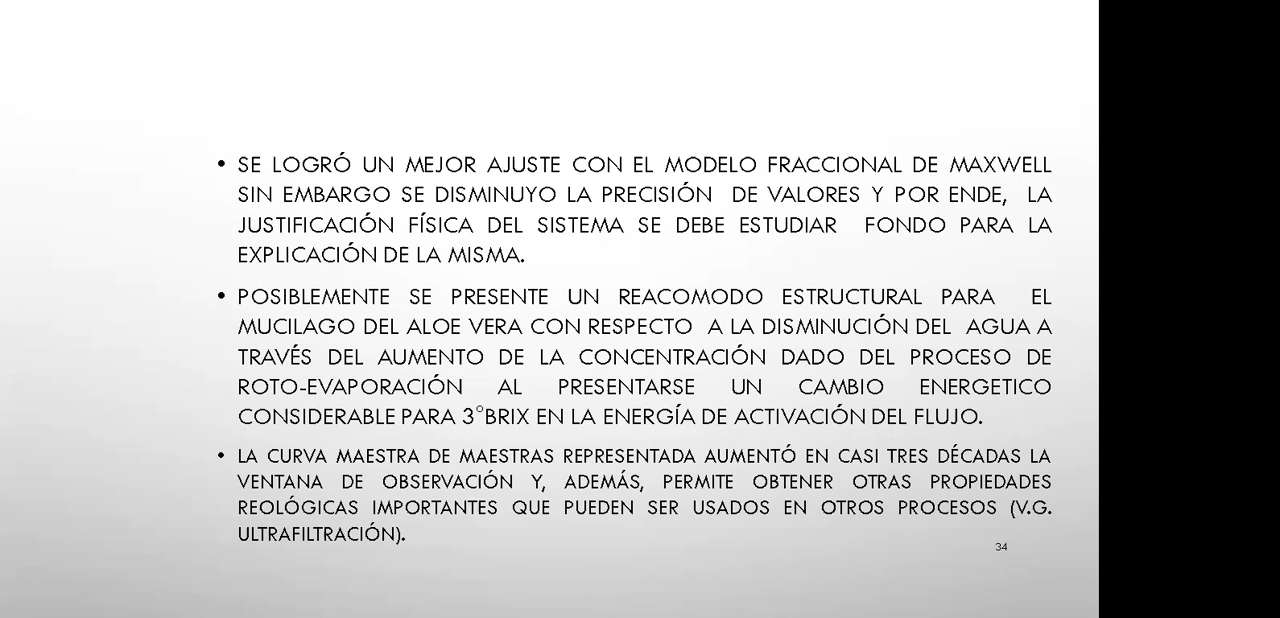 • SE LOGRÓ UN MEJOR AJUSTE CON EL MODELO FRACCIONAL DE MAXWELL
SIN EMBARGO SE DISMINUYO LA PRECISIÓN DE VALORES Y POR ENDE, LA
JUSTIFICACIÓN FÍSICA DEL SISTEMA SE DEBE ESTUDIAR FONDO PARA LA
EXPLICACIÓN DE LA MISMA.
• POSIBLEMENTE SE PRESENTE UN REACOMODO ESTRUCTURAL PARA EL
MUCILAGO DEL ALOE VERA CON RESPECTO A LA DISMINUCIÓN DEL AGUA A
TRAVÉS DEL AUMENTO DE LA CONCENTRACIÓN DADO DEL PROCESO DE
ROTO-EVAPORACIÓN AL PRESENTARSE UN CAMBIO ENERGETICO
CONSIDERABLE PARA 3°BRIX EN LA ENERGÍA DE ACTIVACIÓN DEL FLUJO.
• LA CURVA MAESTRA DE MAESTRAS REPRESENTADA AUMENTÓ EN CASI TRES DÉCADAS LA
VENTANA DE OBSERVACIÓN Y, ADEMÁS, PERMITE OBTENER OTRAS PROPIEDADES
REOLÓGICAS IMPORTANTES QUE PUEDEN SER USADOS EN OTROS PROCESOS (V.G.
ULTRAFILTRACIÓN).
34